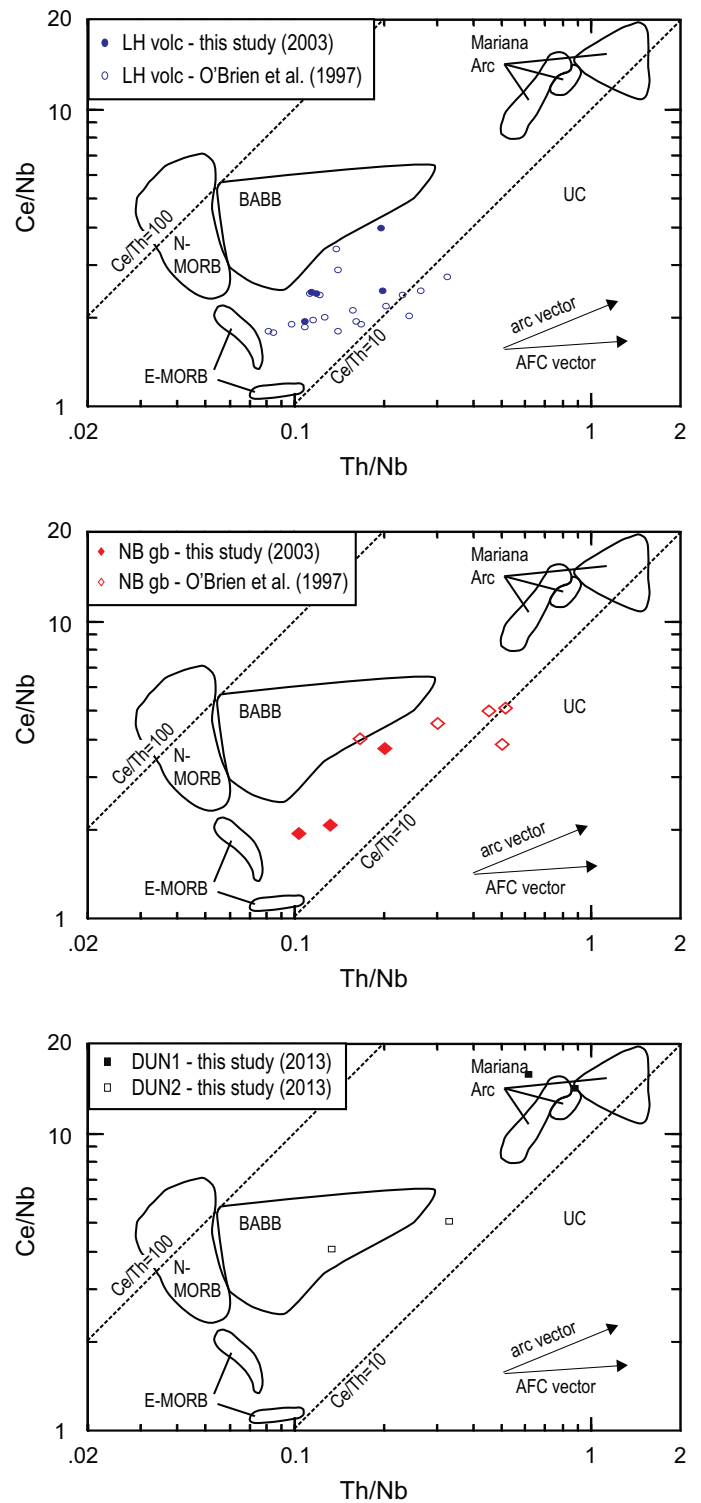 20
LH volc - this study (2003)
LH volc - O'Brien et al. (1997)
Mariana
Arc
10
Ce/Nb
BABB
UC
Ce/Th=100
N-
MORB
arc vector
AFC vector
Ce/Th=10
E-MORB
1
.02
0.1
1
2
Th/Nb
20
NB gb - this study (2003)
NB gb - O'Brien et al. (1997)
Mariana
Arc
10
Ce/Nb
BABB
UC
Ce/Th=100
N-
MORB
arc vector
AFC vector
Ce/Th=10
E-MORB
1
.02
0.1
1
2
Th/Nb
20
DUN1 - this study (2013)
DUN2 - this study (2013)
Mariana
Arc
10
Ce/Nb
BABB
UC
Ce/Th=100
N-
MORB
arc vector
AFC vector
Ce/Th=10
E-MORB
1
.02
0.1
1
2
Th/Nb